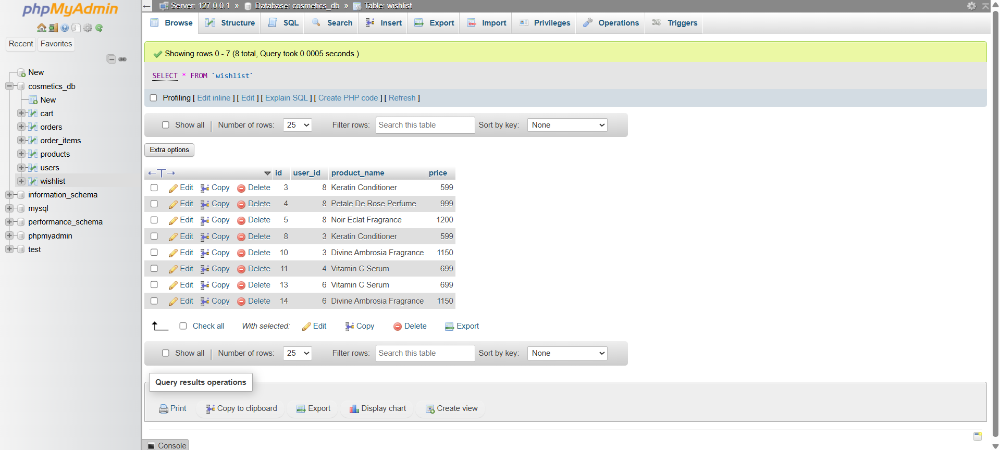 phpMyAdmin
Recent Favorites
New
cosmetics_db
New
cart
orders
order_items
products
users
wishlist
information_schema
mysql
performance_schema
phpmyadmin
test
Server: 127.0.0.1 » Database: cosmetics_db » Table: wishlist
Browse Structure SQL Search Insert Export Import Privileges Operations Triggers
Showing rows 0 - 7 (8 total, Query took 0.0005 seconds.)
SELECT * FROM `wishlist`
Profiling [ Edit inline ] [ Edit ] [ Explain SQL ] [ Create PHP code ] [ Refresh ]
Show all | Number of rows: 25 Filter rows: Search this table Sort by key: None
Extra options
←T→ id user_id product_name price
Edit Copy Delete 3 8 Keratin Conditioner 599
Edit Copy Delete 4 8 Petale De Rose Perfume 999
Edit Copy Delete 5 8 Noir Eclat Fragrance 1200
Edit Copy Delete 8 3 Keratin Conditioner 599
Edit Copy Delete 10 3 Divine Ambrosia Fragrance 1150
Edit Copy Delete 11 4 Vitamin C Serum 699
Edit Copy Delete 13 6 Vitamin C Serum 699
Edit Copy Delete 14 6 Divine Ambrosia Fragrance 1150
Check all With selected: Edit Copy Delete Export
Show all | Number of rows: 25 Filter rows: Search this table Sort by key: None
Query results operations
Print Copy to clipboard Export Display chart Create view
Console